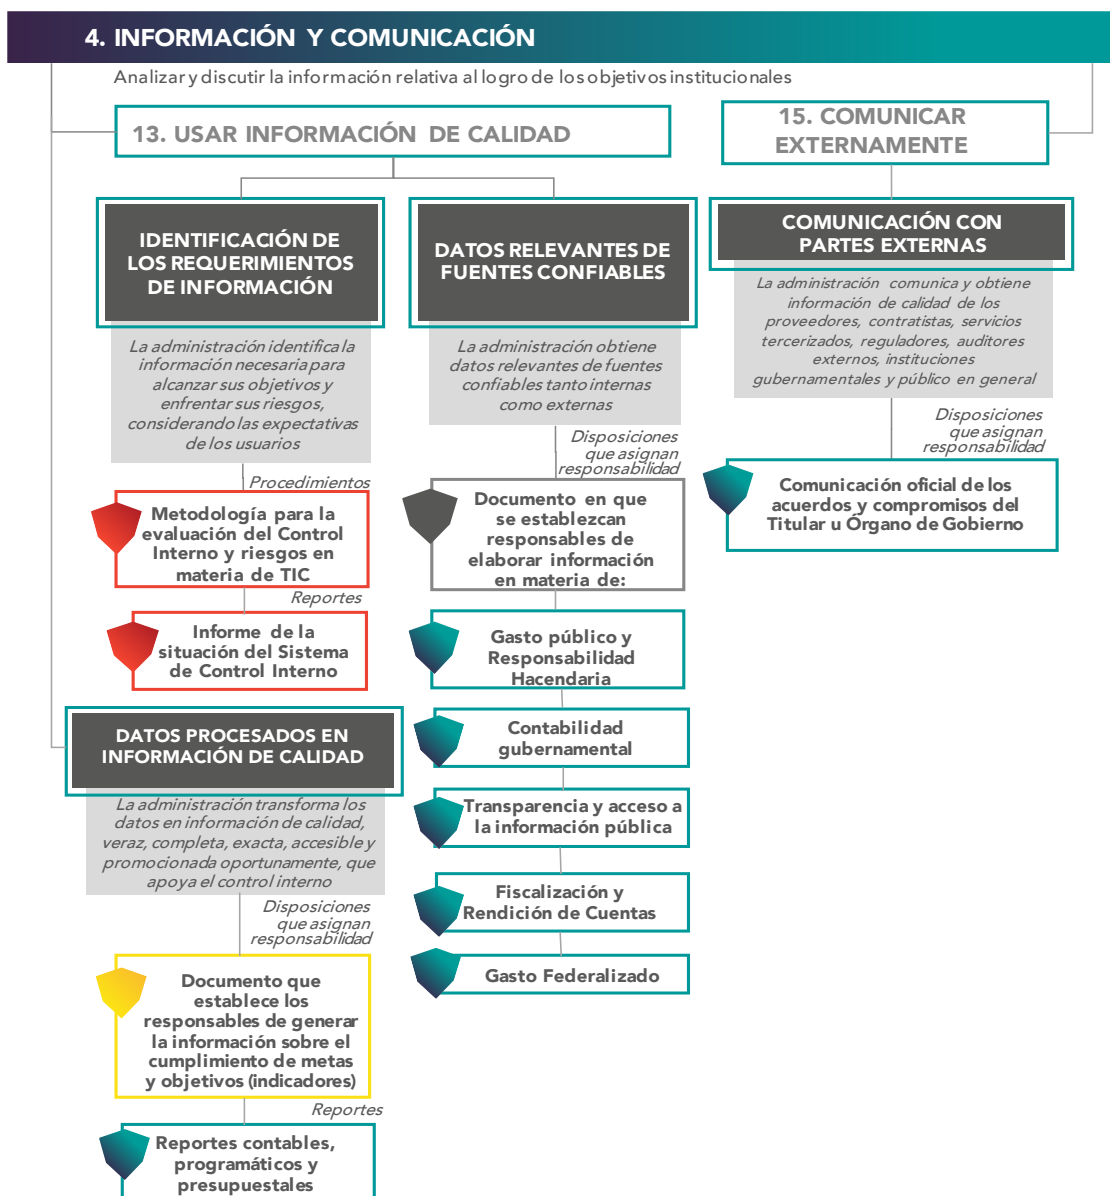 4. INFORMACIÓN Y COMUNICACIÓN
Analizar y discutir la información relativa al logro de los objetivos institucionales
13. USAR INFORMACIÓN DE CALIDAD
IDENTIFICACIÓN DE
LOS REQUERIMIENTOS
DE INFORMACIÓN
La administración identifica la
información necesaria para
alcanzar sus objetivos y
enfrentar sus riesgos,
considerando las expectativas
de los usuarios
Procedimientos
Metodología para la
evaluación del Control
Interno y riesgos en
materia de TIC
Reportes
Informe de la
situación del Sistema
de Control Interno
DATOS RELEVANTES DE
FUENTES CONFIABLES
La administración obtiene
datos relevantes de fuentes
confiables tanto internas
como externas
Disposiciones
que asignan
responsabilidad
Documento en que
se establezcan
responsables de
elaborar información
en materia de:
Gasto público y
Responsabilidad
Hacendaria
Contabilidad
gubernamental
Transparencia y acceso a
la información pública
Fiscalización y
Rendición de Cuentas
Gasto Federalizado
DATOS PROCESADOS EN
INFORMACIÓN DE CALIDAD
La administración transforma los
datos en información de calidad,
veraz, completa, exacta, accesible y
promocionada oportunamente, que
apoya el control interno
Disposiciones
que asignan
responsabilidad
Documento que
establece los
responsables de generar
la información sobre el
cumplimiento de metas
y objetivos (indicadores)
Reportes
Reportes contables,
programáticos y
presupuestales
15. COMUNICAR
EXTERNAMENTE
COMUNICACIÓN CON
PARTES EXTERNAS
La administración comunica y obtiene
información de calidad de los
proveedores, contratistas, servicios
tercerizados, reguladores, auditores
externos, instituciones
gubernamentales y público en general
Disposiciones
que asignan
responsabilidad
Comunicación oficial de los
acuerdos y compromisos del
Titular u Órgano de Gobierno